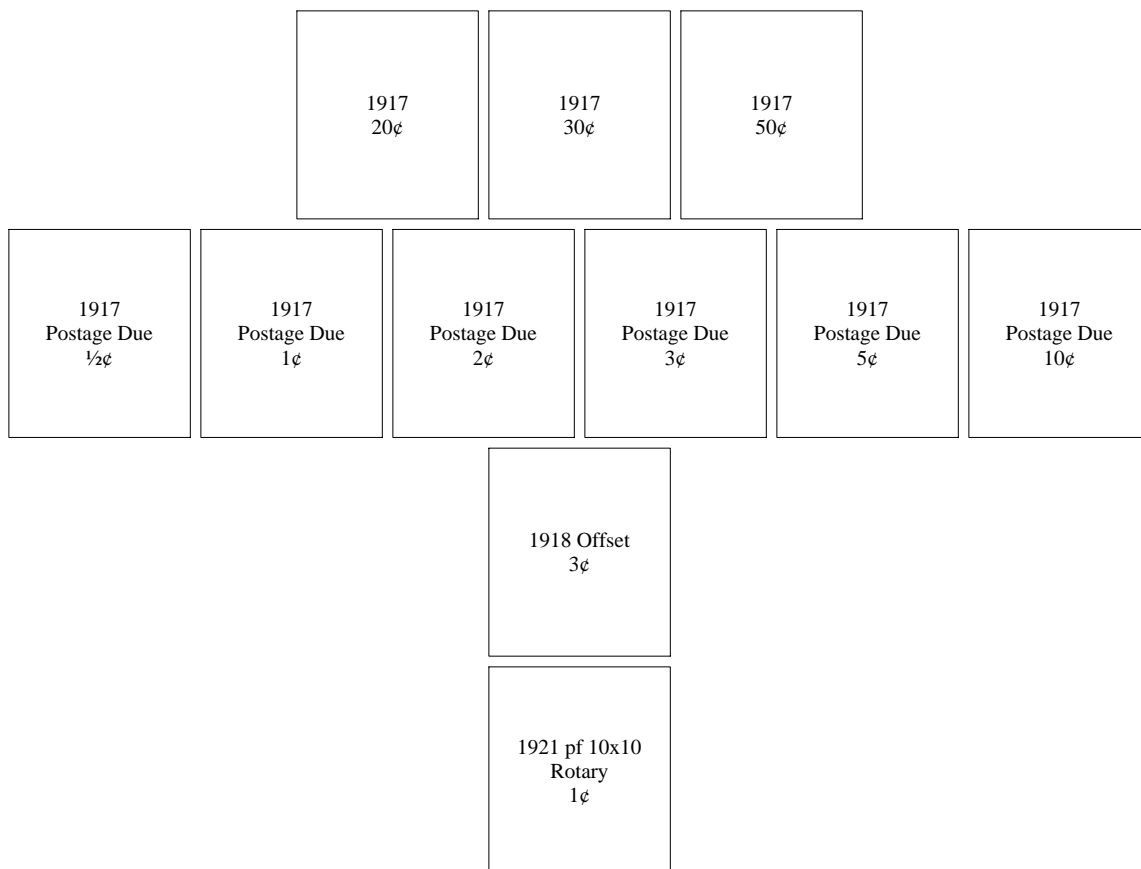 1917
20¢
1917
30¢
1917
50¢
1917
Postage Due
½¢
1917
Postage Due
1¢
1917
Postage Due
2¢
1917
Postage Due
3¢
1917
Postage Due
5¢
1917
Postage Due
10¢
1918 Offset
3¢
1921 pf 10x10
Rotary
1¢